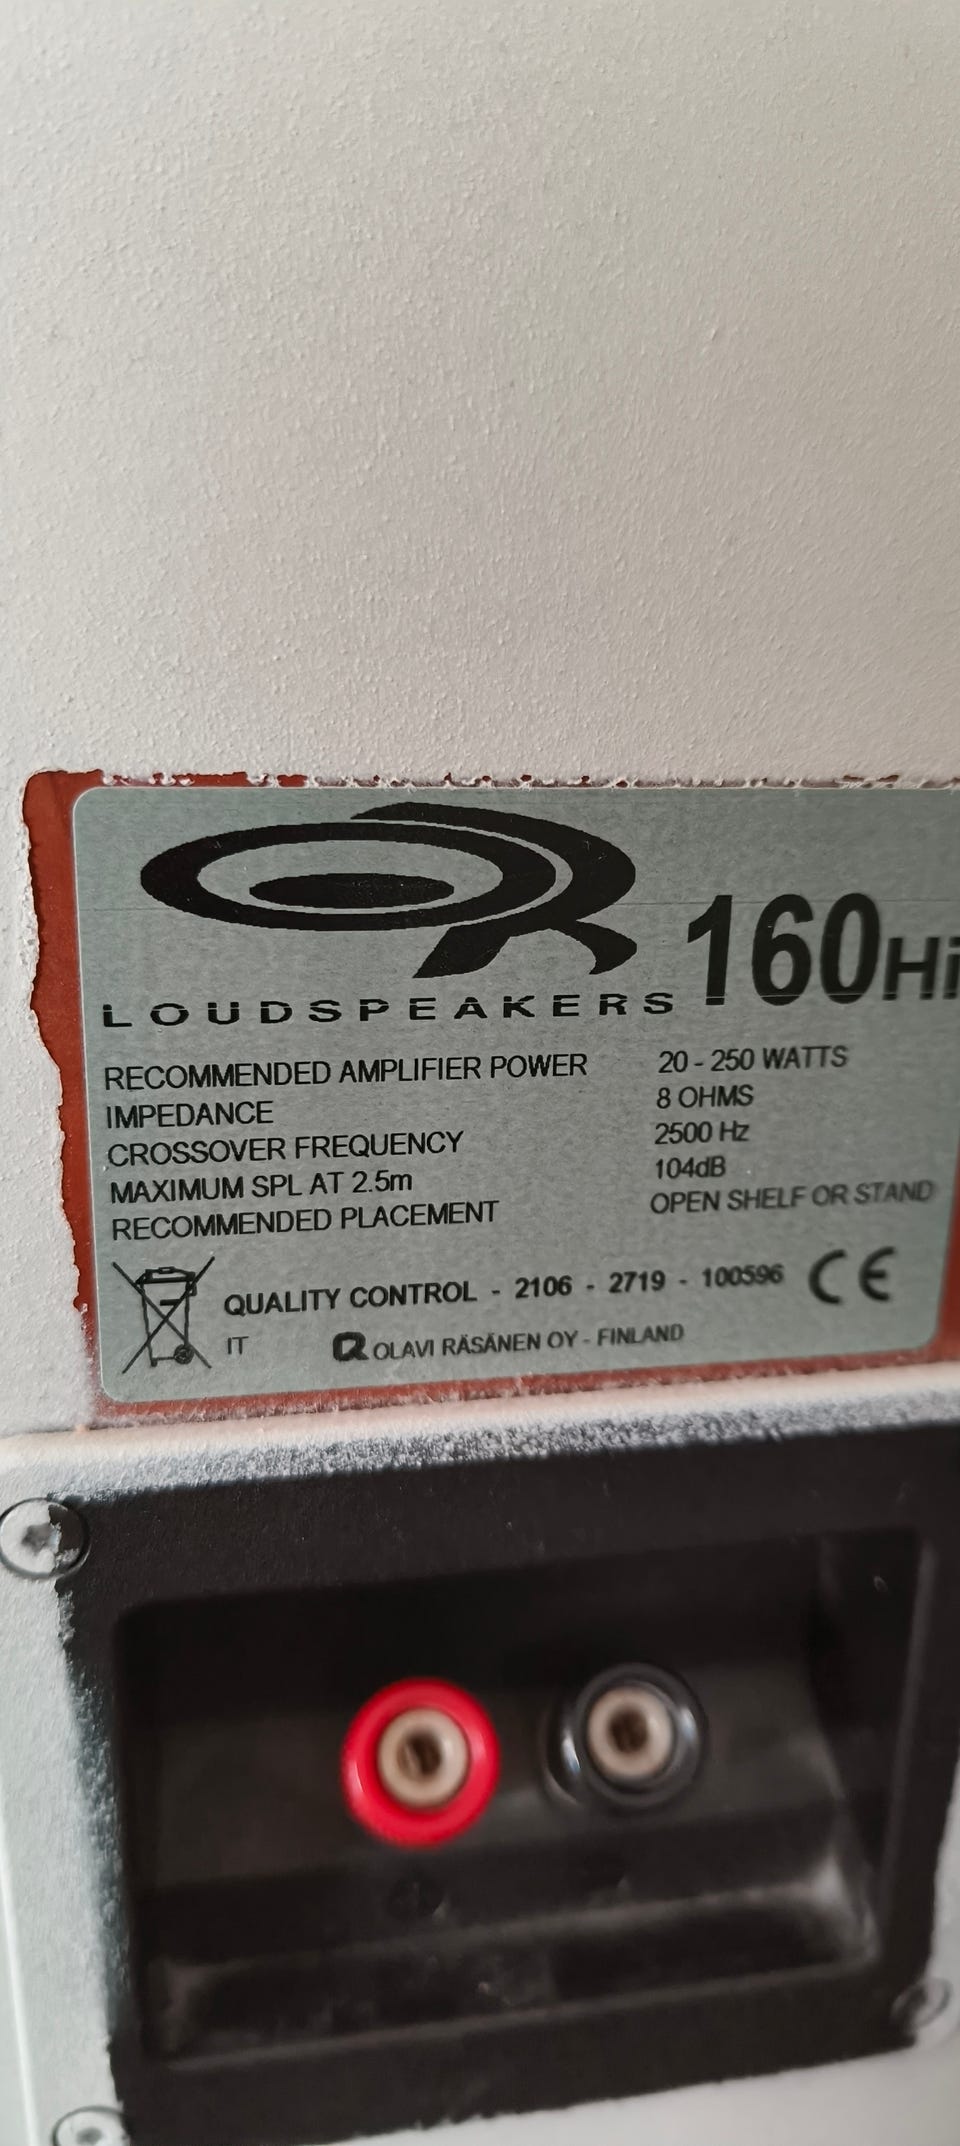 OR 160Hi
LOUDSPEAKERS
RECOMMENDED AMPLIFIER POWER 20 - 250 WATTS
IMPEDANCE 8 OHMS
CROSSOVER FREQUENCY 2500 Hz
MAXIMUM SPL AT 2.5m 104dB
RECOMMENDED PLACEMENT OPEN SHELF OR STAND
QUALITY CONTROL - 2106 - 2719 - 100596 CE
IT R OLAVI RÄSÄNEN OY - FINLAND